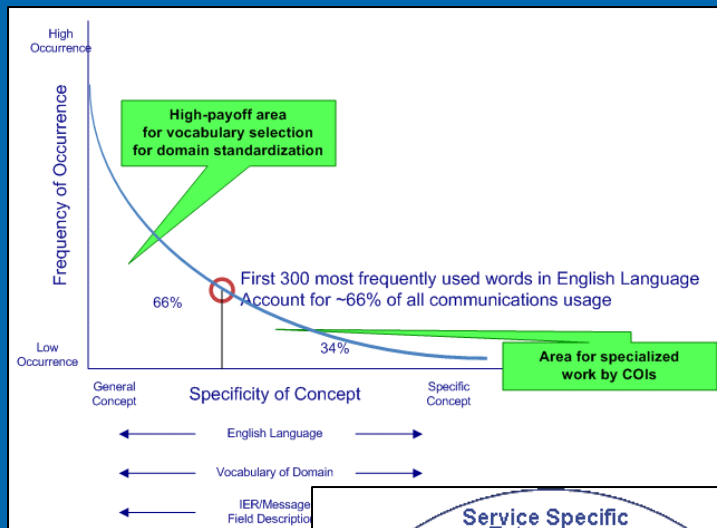 High
Occurrence
High-payoff area
for vocabulary selection
for domain standardization
Frequency of Occurrence
First 300 most frequently used words in English Language
Account for ~66% of all communications usage
66%
34%
Low
Occurrence
Area for specialized
work by COIs
General
Concept
Specificity of Concept
Specific
Concept
English Language
Vocabulary of Domain
IER/Message
Field Description
Service Specific